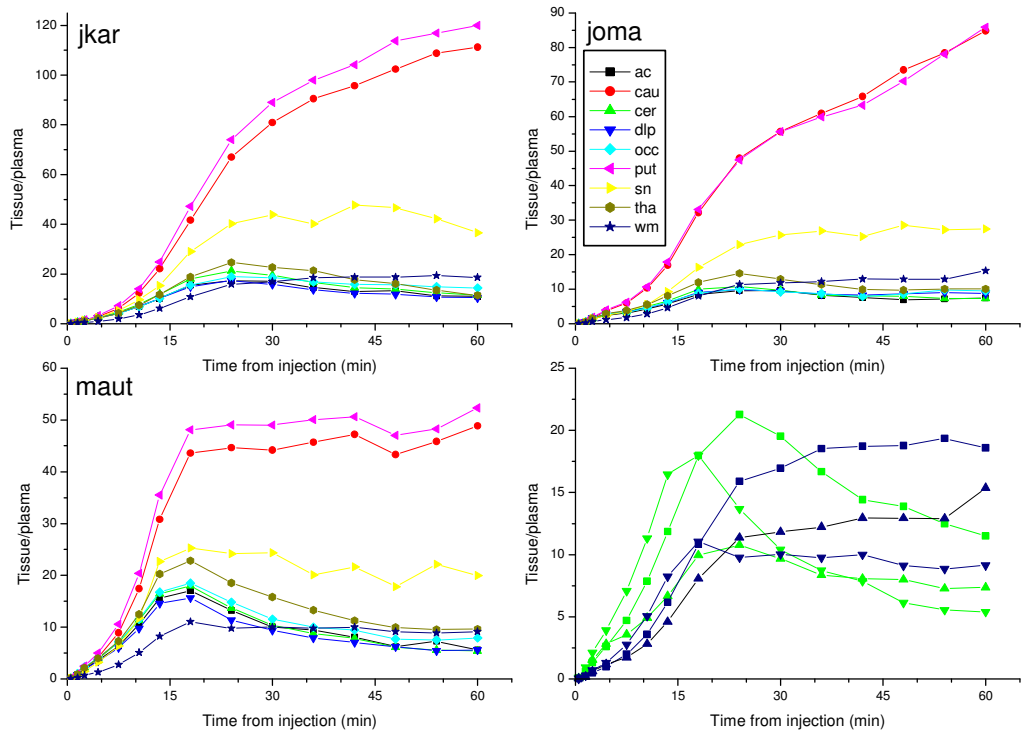 jkar
Tissue/plasma
120
100
80
60
40
20
0
0 15 30 45 60
Time from injection (min)
joma
Tissue/plasma
90
80
70
60
50
40
30
20
10
0
ac
cau
cer
dlp
occ
put
sn
tha
wm
0 15 30 45 60
Time from injection (min)
maut
Tissue/plasma
60
50
40
30
20
10
0
0 15 30 45 60
Time from injection (min)
Tissue/plasma
25
20
15
10
5
0
0 15 30 45 60
Time from injection (min)